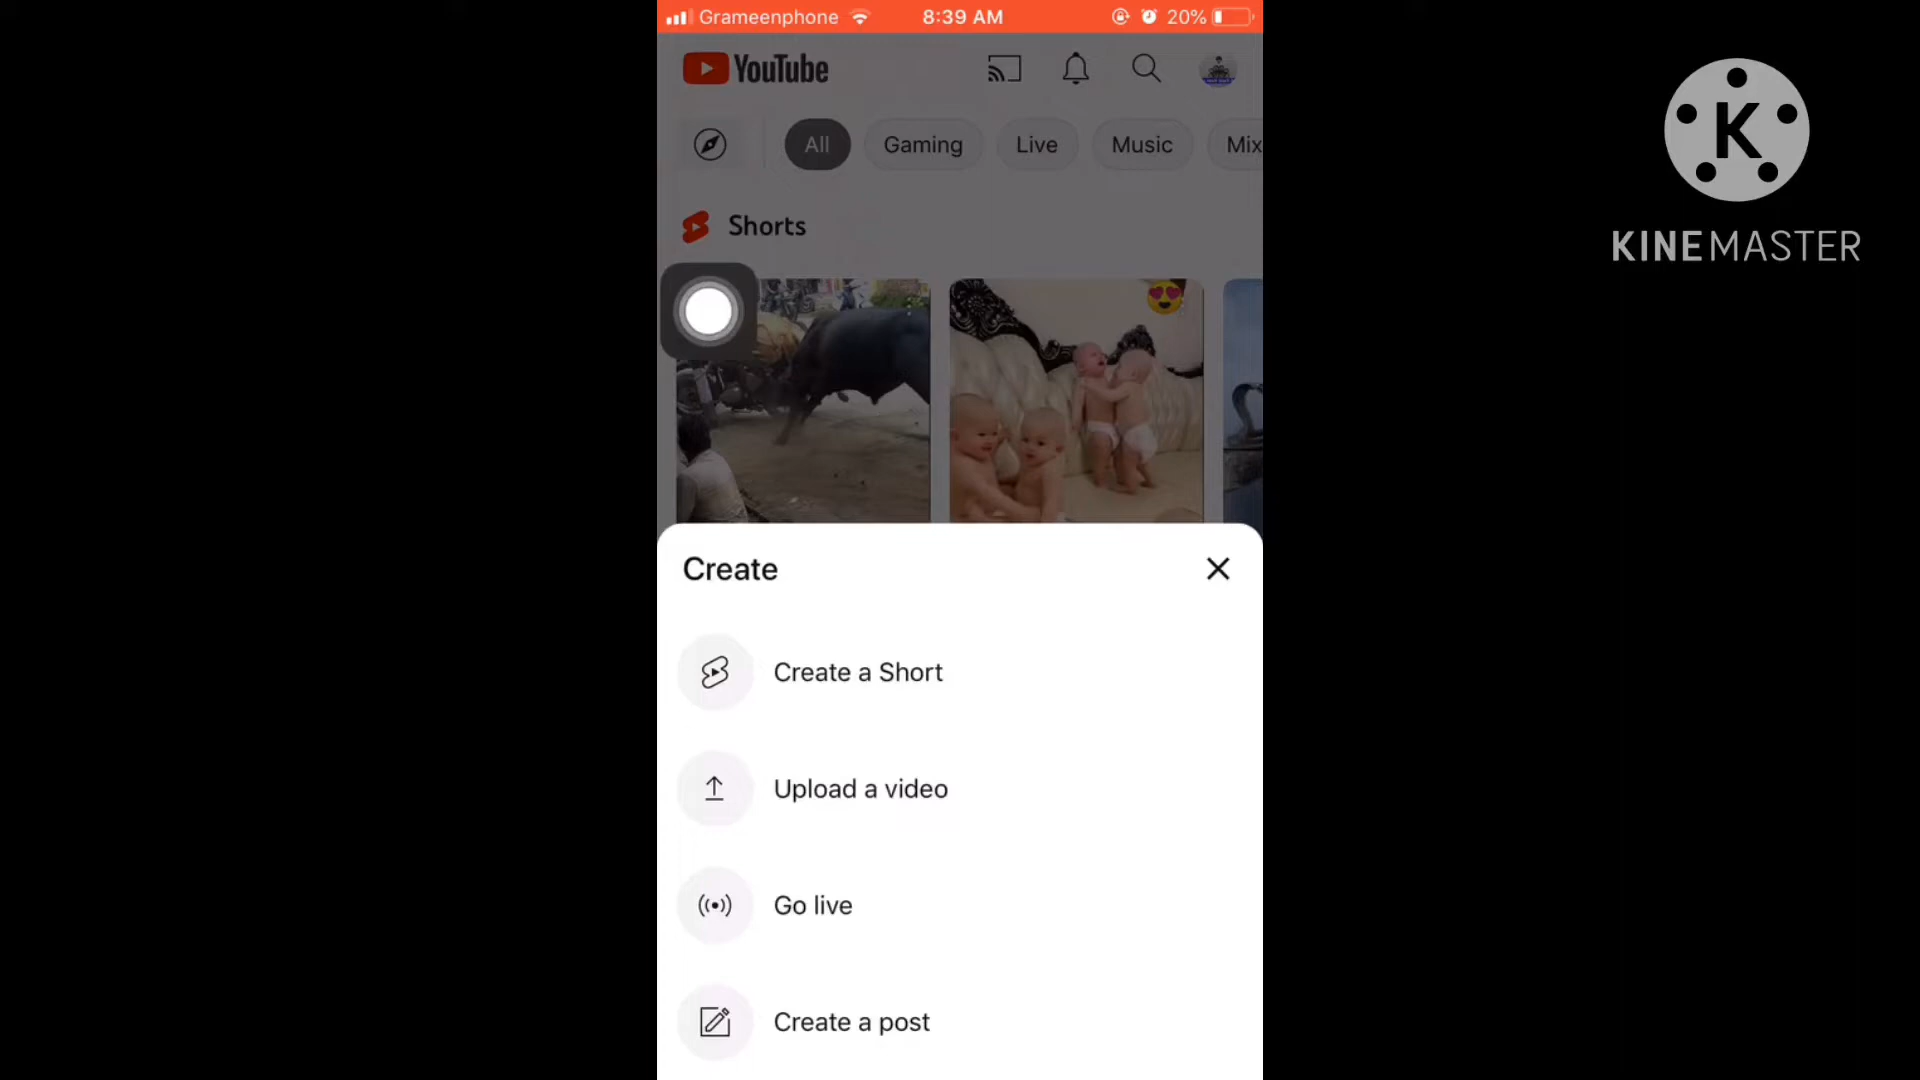 Grameenphone 8:39 AM 20%
YouTube
All Gaming Live Music Mix
Shorts
K
KINEMASTER
Create
Create a Short
Upload a video
Go live
Create a post